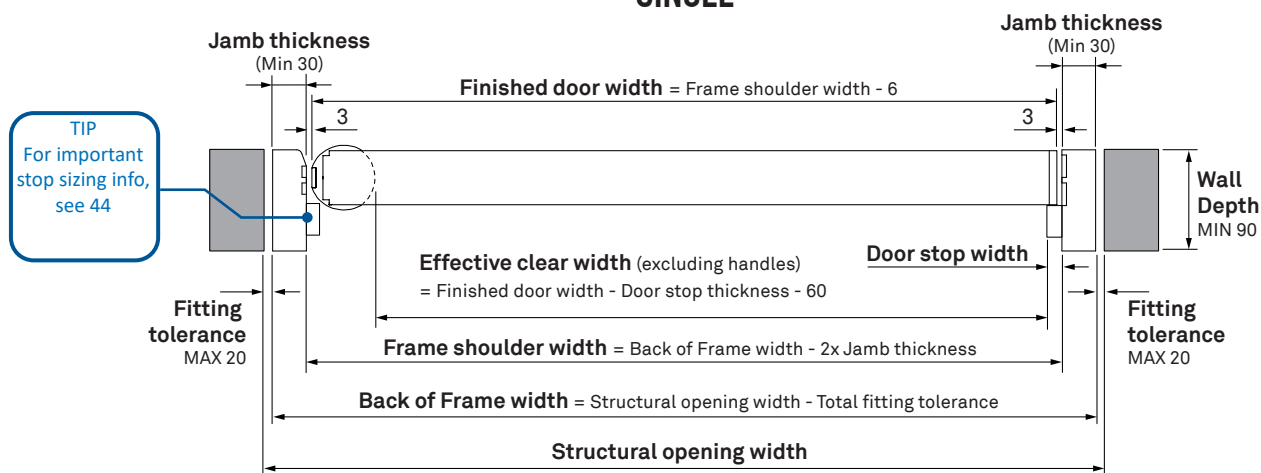 SINGLE
Jamb thickness
(Min 30)
Jamb thickness
(Min 30)
Finished door width = Frame shoulder width - 6
3
3
TIP
For important
stop sizing info,
see 44
Wall
Depth
MIN 90
Effective clear width (excluding handles)
= Finished door width - Door stop thickness - 60
Door stop width
Fitting
tolerance
MAX 20
Fitting
tolerance
MAX 20
Frame shoulder width = Back of Frame width - 2x Jamb thickness
Back of Frame width = Structural opening width - Total fitting tolerance
Structural opening width